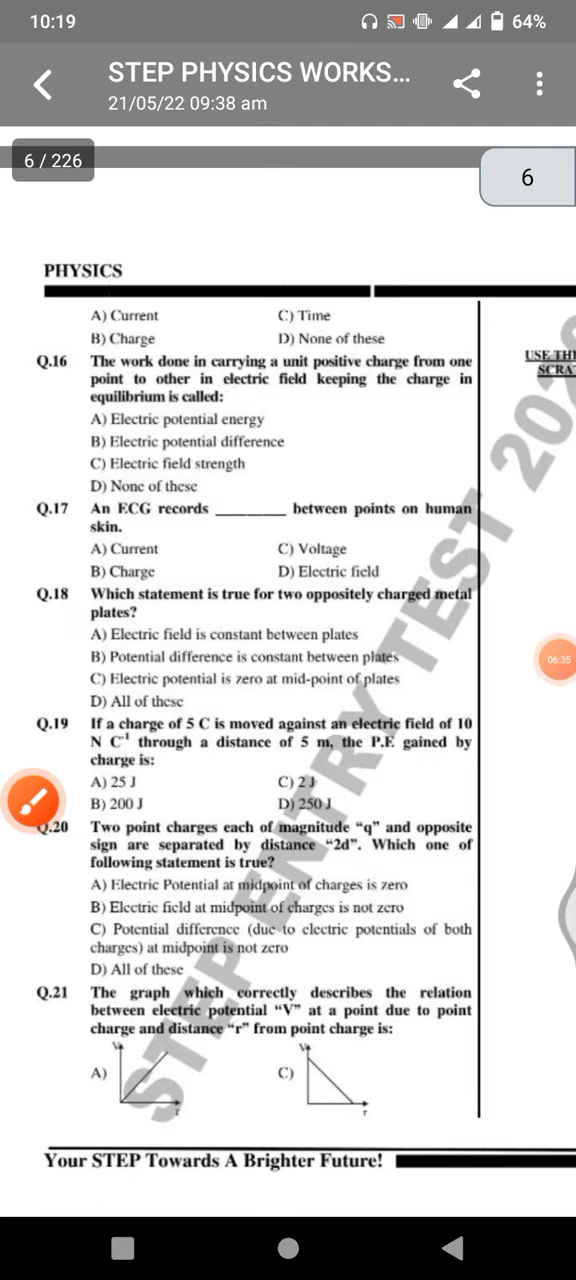 10:19 64%
STEP PHYSICS WORKS...
21/05/22 09:38 am
6 / 226
6
PHYSICS
A) Current C) Time
B) Charge D) None of these
USE THI
SCRAT
Q.16 The work done in carrying a unit positive charge from one
point to other in electric field keeping the charge in
equilibrium is called:
A) Electric potential energy
B) Electric potential difference
C) Electric field strength
D) None of these
Q.17 An ECG records ________ between points on human
skin.
A) Current C) Voltage
B) Charge D) Electric field
Q.18 Which statement is true for two oppositely charged metal
plates?
A) Electric field is constant between plates
B) Potential difference is constant between plates
C) Electric potential is zero at mid-point of plates
06:35
D) All of these
Q.19 If a charge of 5 C is moved against an electric field of 10
N C⁻¹ through a distance of 5 m, the P.E gained by
charge is:
A) 25 J C) 2 J
B) 200 J D) 250 J
Q.20 Two point charges each of magnitude “q” and opposite
sign are separated by distance “2d”. Which one of
following statement is true?
A) Electric Potential at midpoint of charges is zero
B) Electric field at midpoint of charges is not zero
C) Potential difference (due to electric potentials of both
charges) at midpoint is not zero
D) All of these
Q.21 The graph which correctly describes the relation
between electric potential “V” at a point due to point
charge and distance “r” from point charge is:
V V
A) C)
r r
STEP ENTRY TEST 202
Your STEP Towards A Brighter Future!